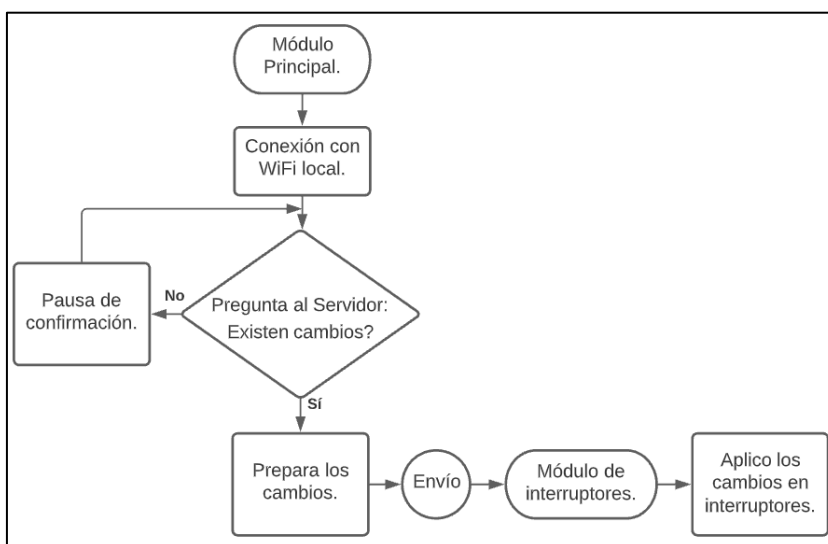 Módulo
Principal.
Conexión con
WiFi local.
Pausa de
confirmación.
No
Pregunta al Servidor:
Existen cambios?
Sí
Prepara los
cambios.
Envío
Módulo de
interruptores.
Aplico los
cambios en
interruptores.